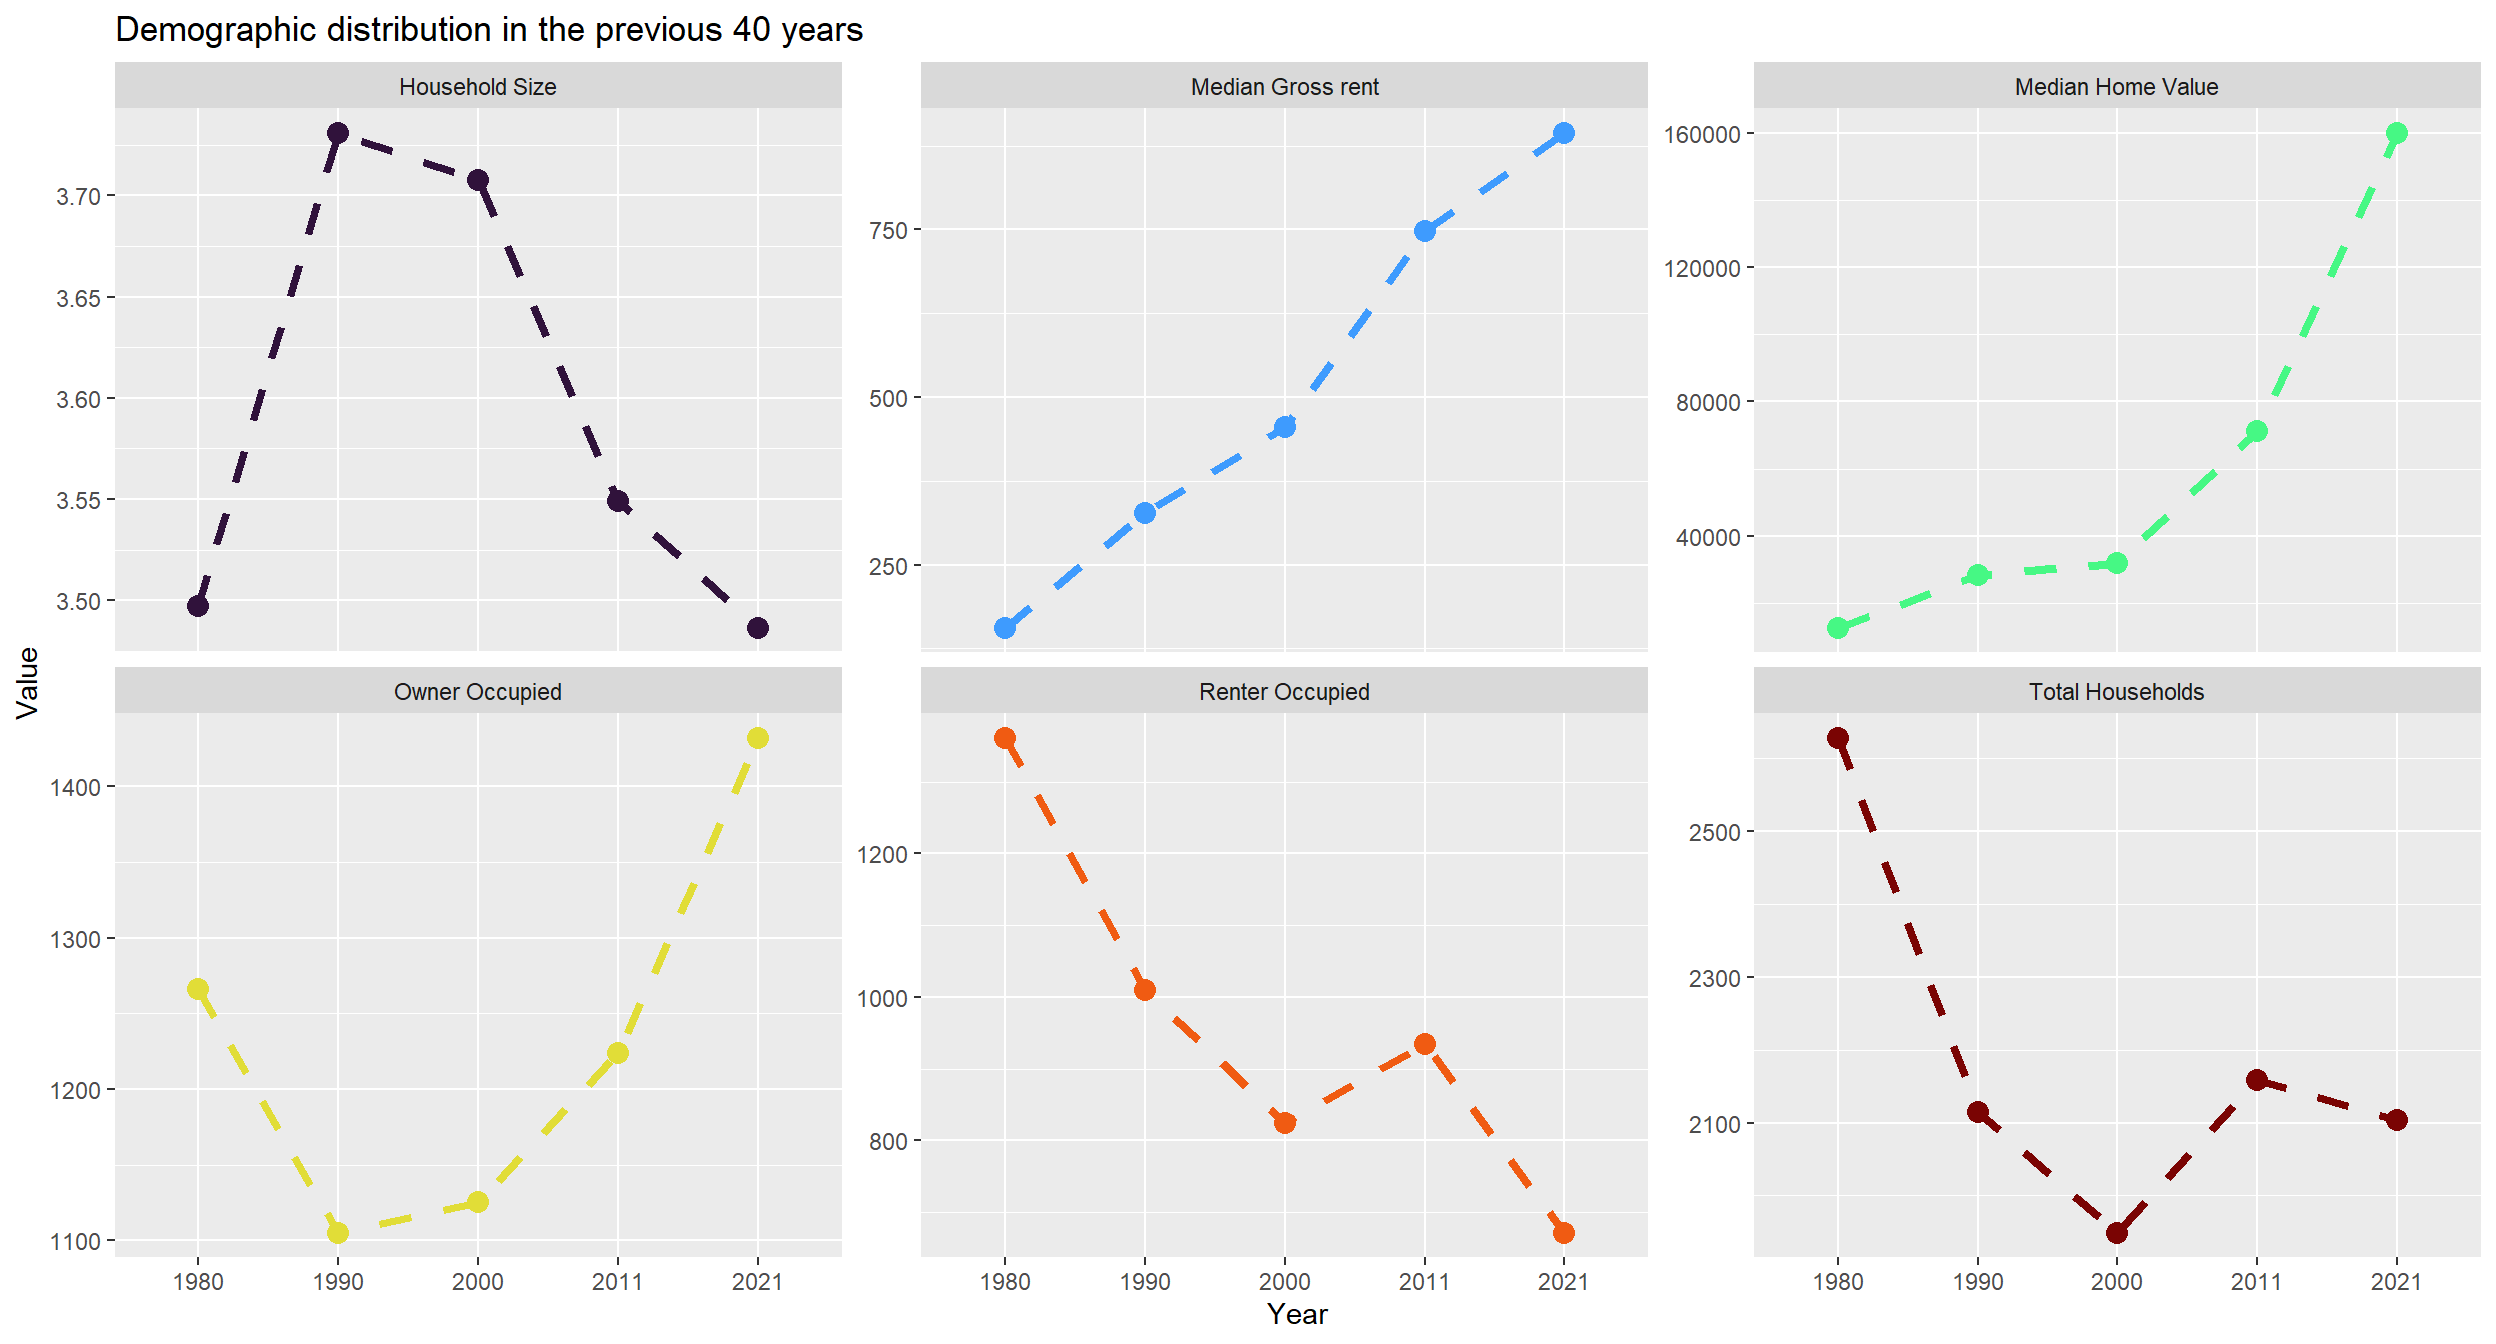 Demographic distribution in the previous 40 years
Household Size
Median Gross rent
Median Home Value
3.70
3.65
3.60
3.55
3.50
750
500
250
160000
120000
80000
40000
Value
Owner Occupied
Renter Occupied
Total Households
1400
1300
1200
1100
1200
1000
800
2500
2300
2100
1980 1990 2000 2011 2021
1980 1990 2000 2011 2021
1980 1990 2000 2011 2021
Year